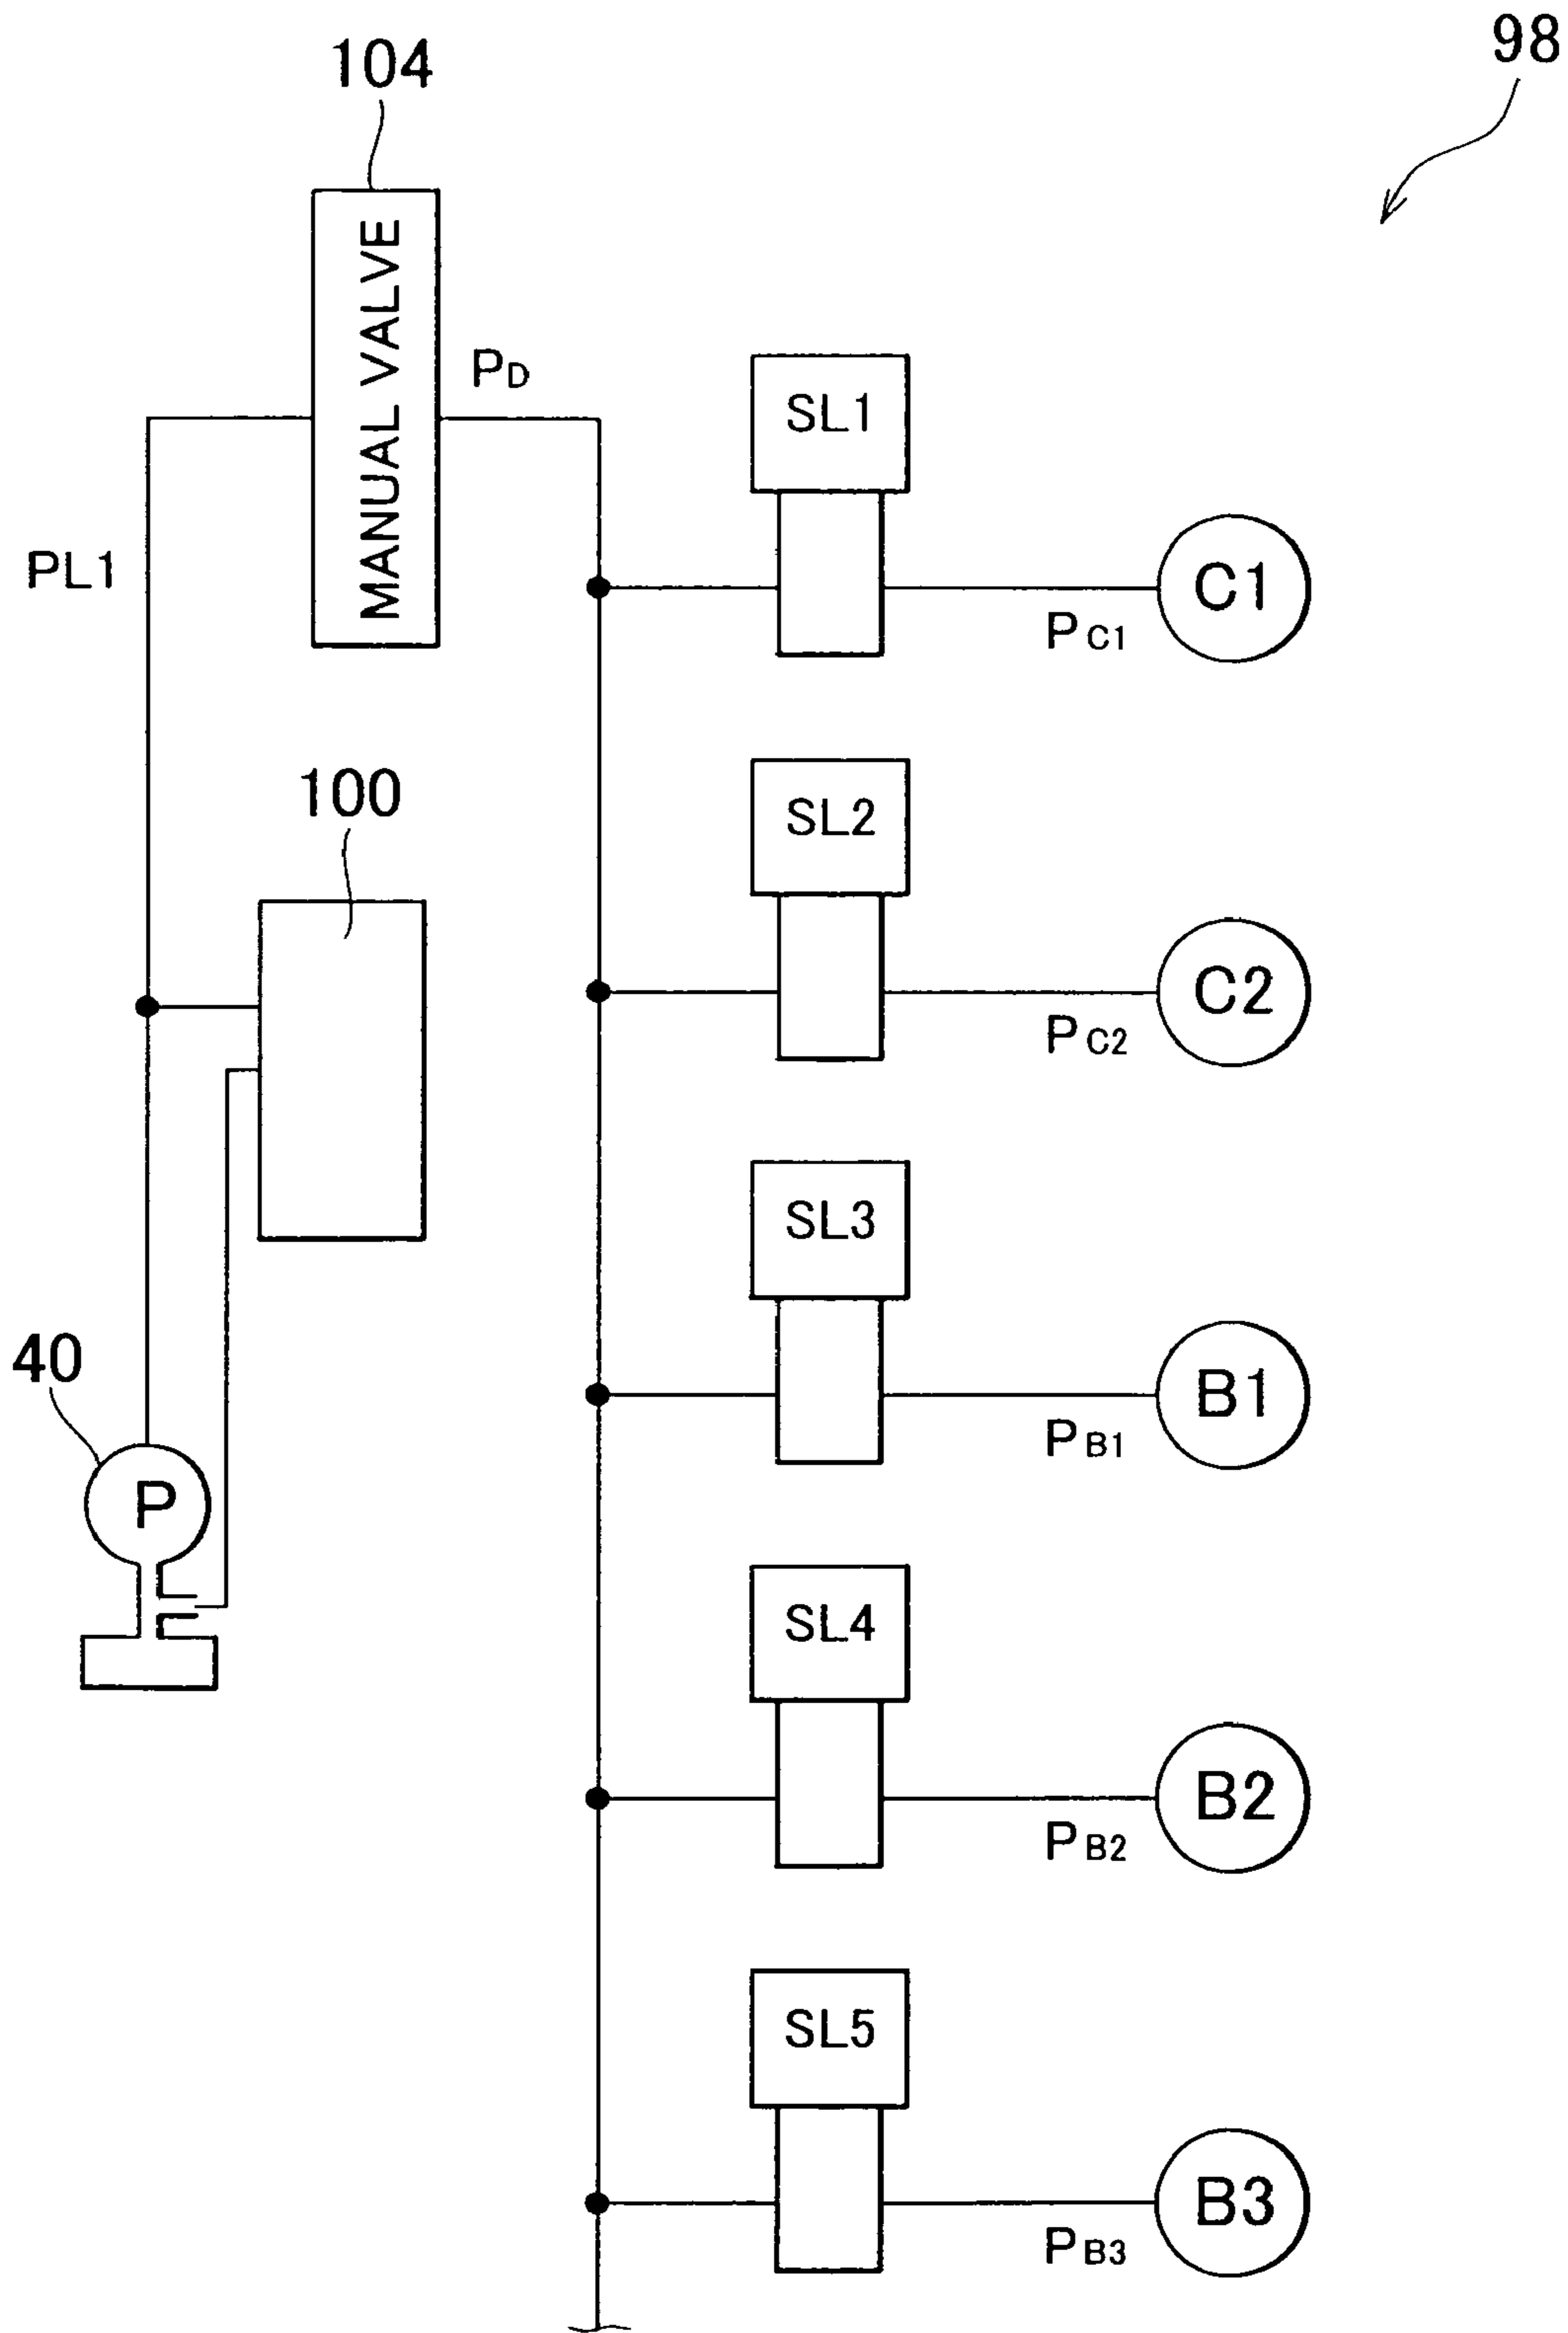 98
104
MANUAL VALVE
PD
PL1
SL1
C1
PC1
100
SL2
C2
PC2
SL3
40
B1
PB1
P
SL4
B2
PB2
SL5
B3
PB3